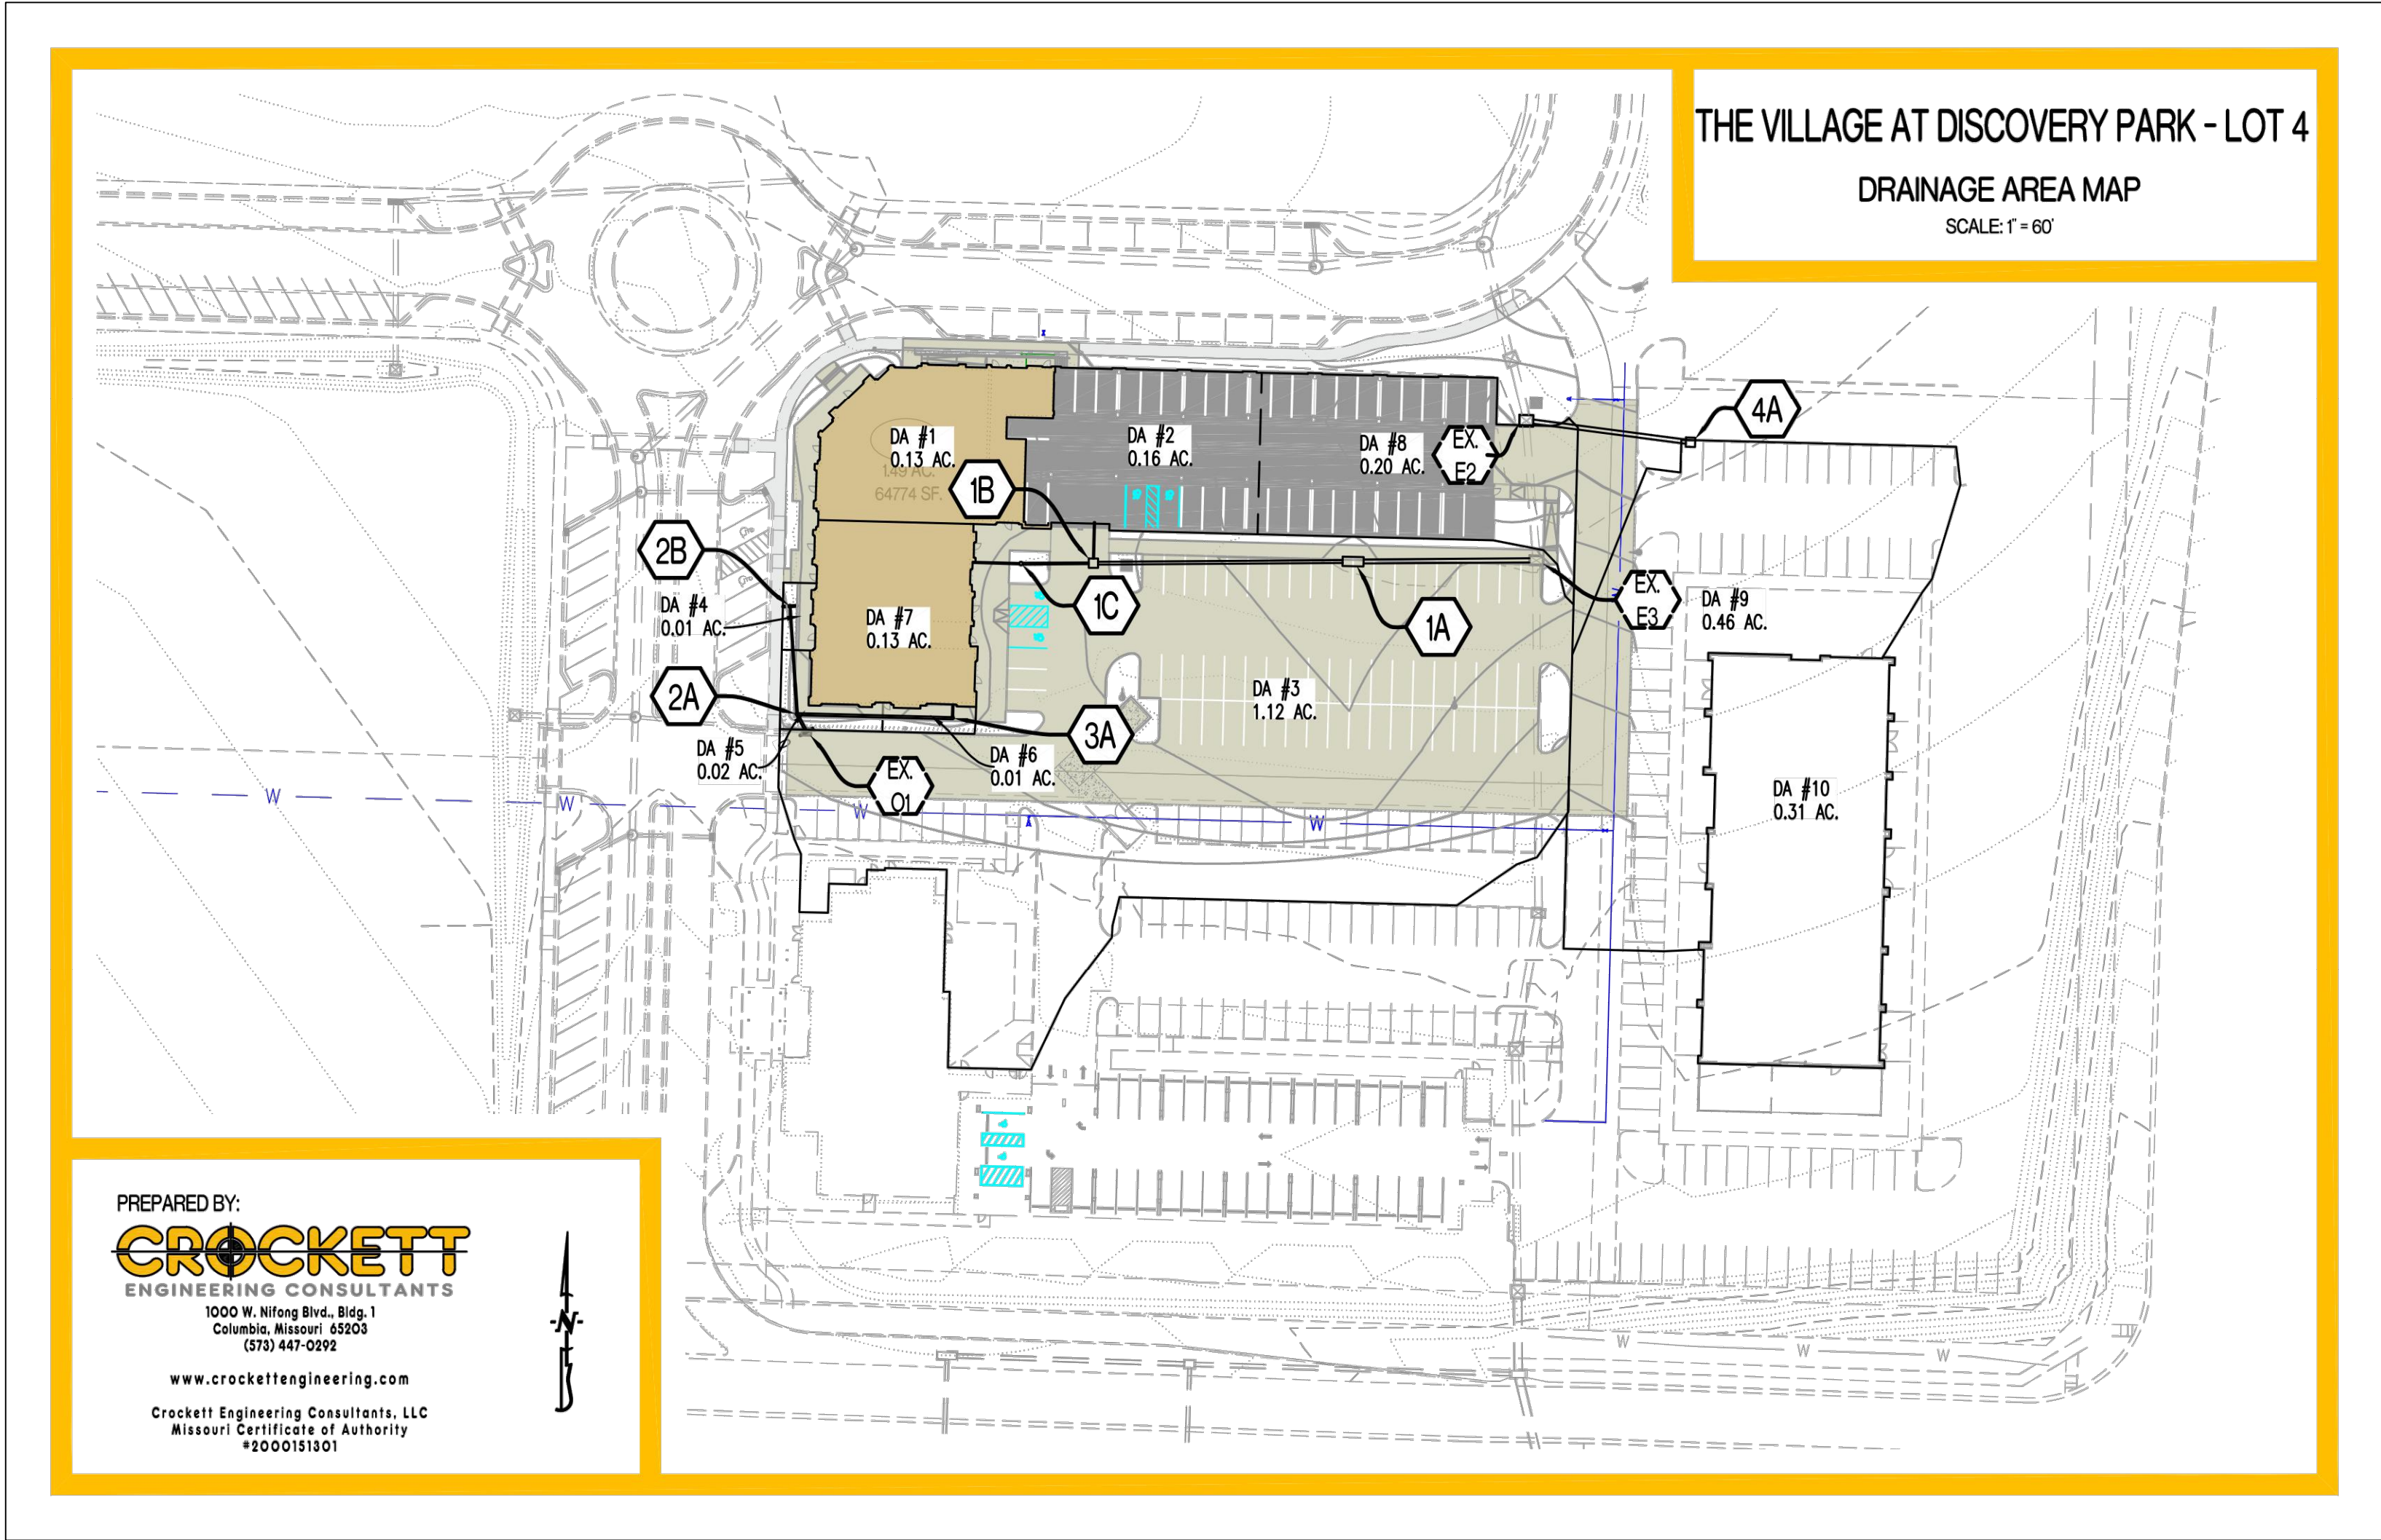 THE VILLAGE AT DISCOVERY PARK - LOT 4
DRAINAGE AREA MAP
SCALE: 1" = 60'
4A
DA #1
0.13 AC.
1.49 AC.
64774 SF.
DA #2
0.16 AC.
DA #8
0.20 AC.
EX.
E2
1B
2B
DA #4
0.01 AC.
DA #7
0.13 AC.
1C
1A
EX.
E3
DA #9
0.46 AC.
2A
DA #3
1.12 AC.
3A
DA #5
0.02 AC.
DA #6
0.01 AC.
EX.
O1
DA #10
0.31 AC.
W
W
W
W
W
W
W
PREPARED BY:
CROCKETT
ENGINEERING CONSULTANTS
1000 W. Nifong Blvd., Bldg. 1
Columbia, Missouri 65203
(573) 447-0292
www.crockettengineering.com
Crockett Engineering Consultants, LLC
Missouri Certificate of Authority
#2000151301
-N-